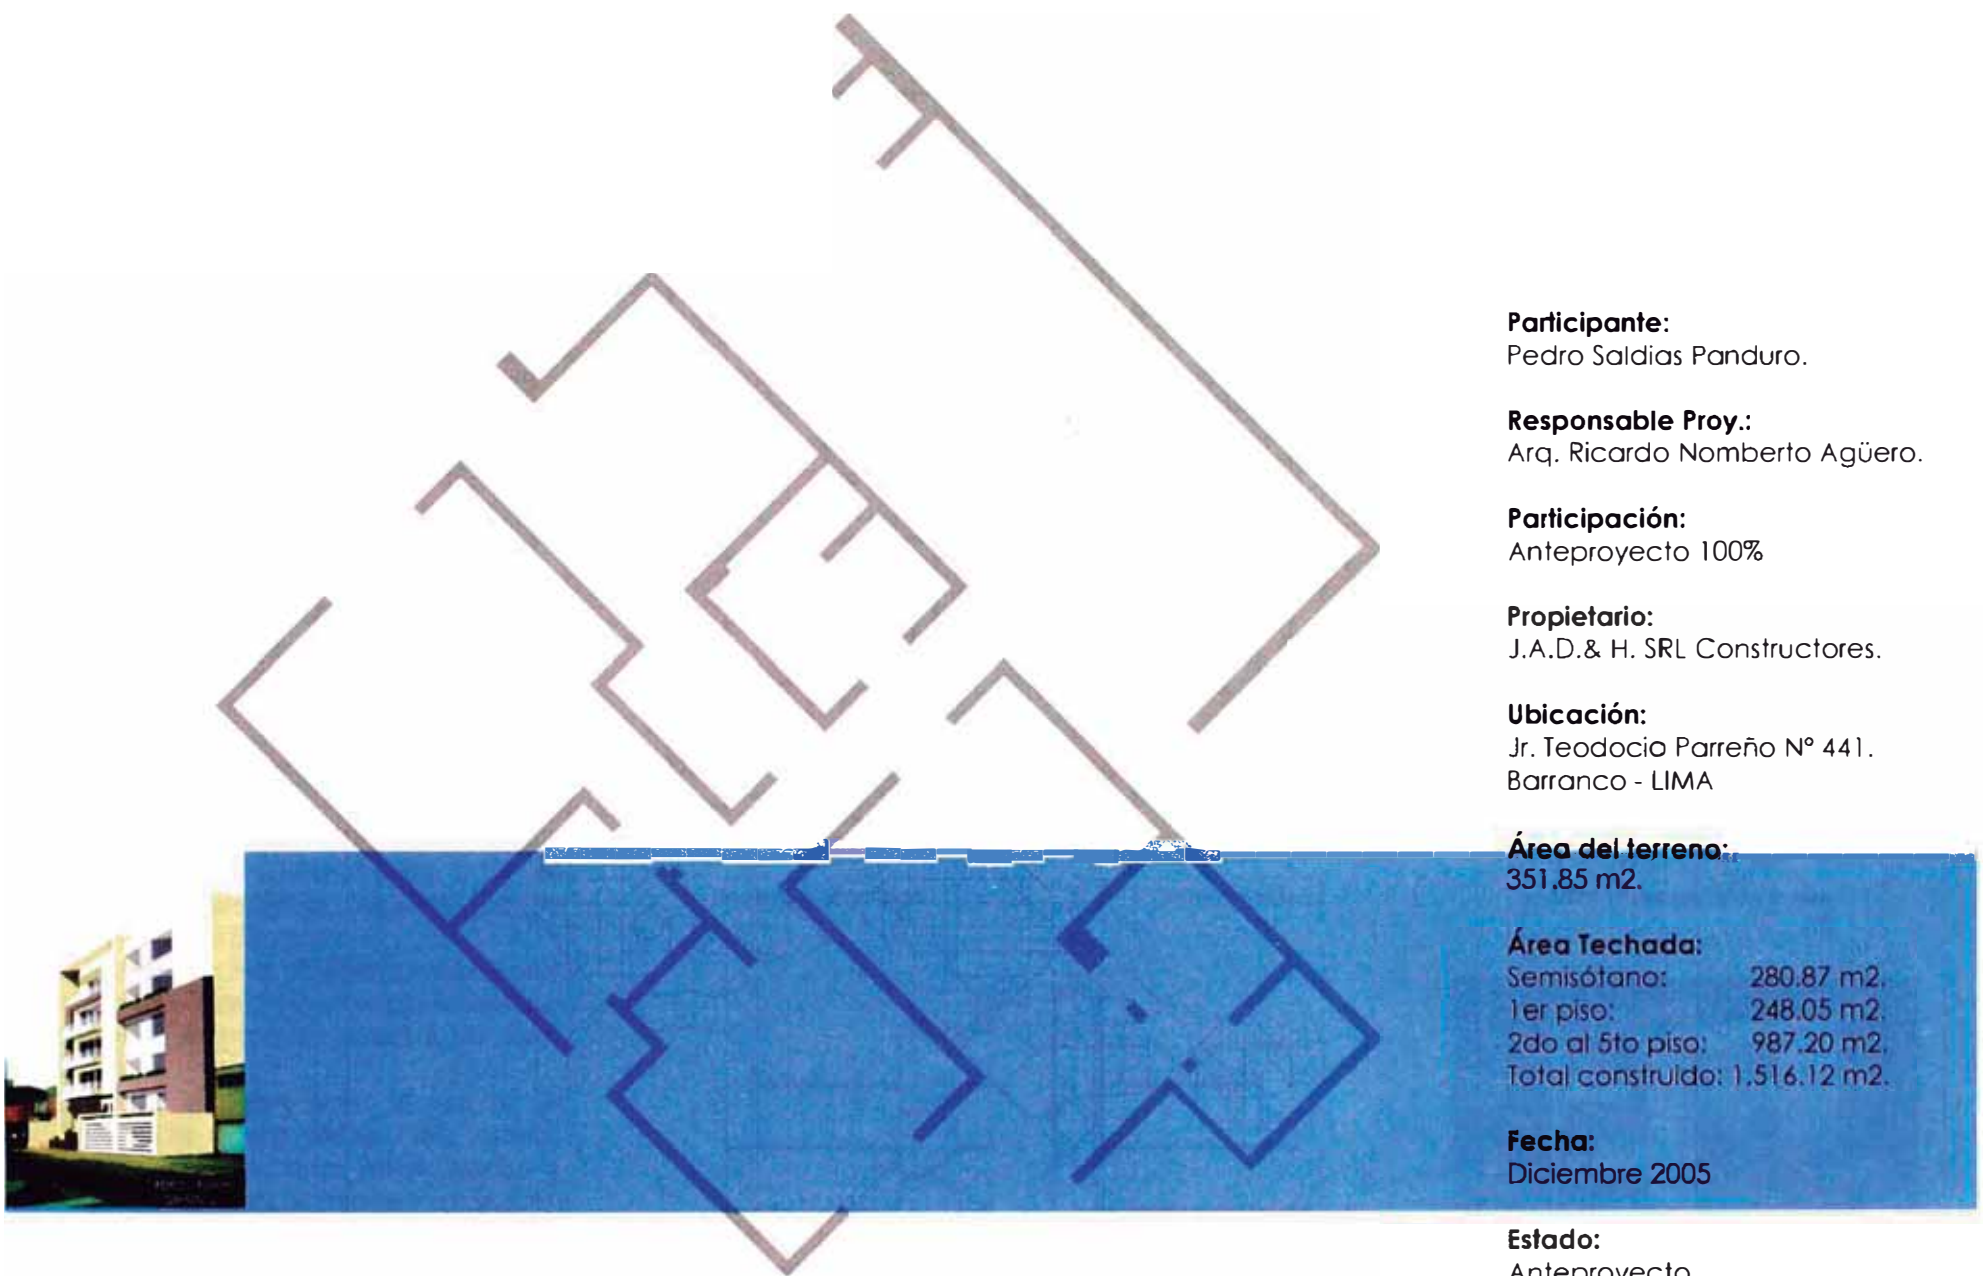 Participante:
Pedro Saldias Panduro.
Responsable Proy.:
Arq. Ricardo Nomberto Agüero.
Participación:
Anteproyecto 100%
Propietario:
J.A.D.& H. SRL Constructores.
Ubicación:
Jr. Teodocio Parreño Nº 441.
Barranco - LIMA
Área del terreno:
351.85 m2.
Área Techada:
Semisótano: 280.87 m2.
1er piso: 248.05 m2.
2do al 5to piso: 987.20 m2.
Total construido: 1.516.12 m2.
Fecha:
Diciembre 2005
Estado:
Anteproyecto